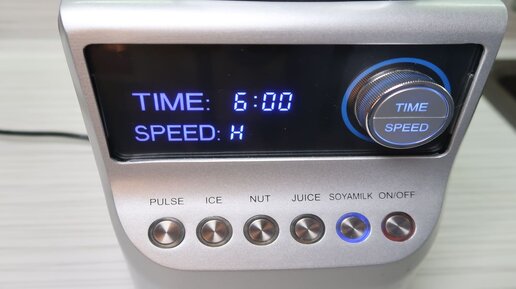 TIME: 6:00
SPEED: H
TIME
SPEED
PULSE ICE NUT JUICE SOYAMILK ON/OFF